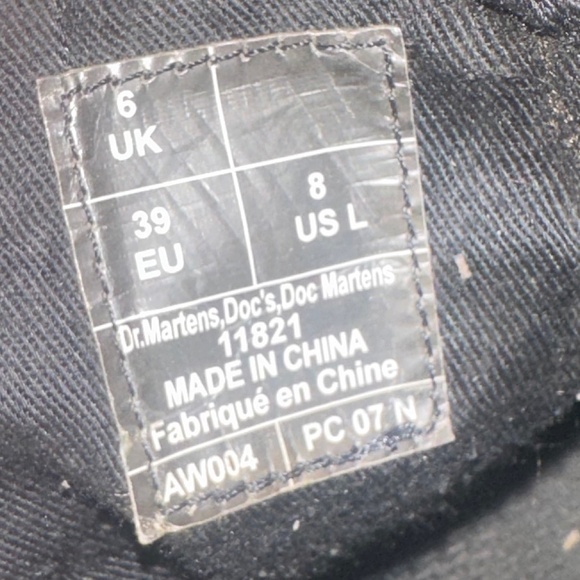 6
UK
39
EU
8
US L
Dr.Martens,Doc's,Doc Martens
11821
MADE IN CHINA
Fabriqué en Chine
AW004
PC 07 N